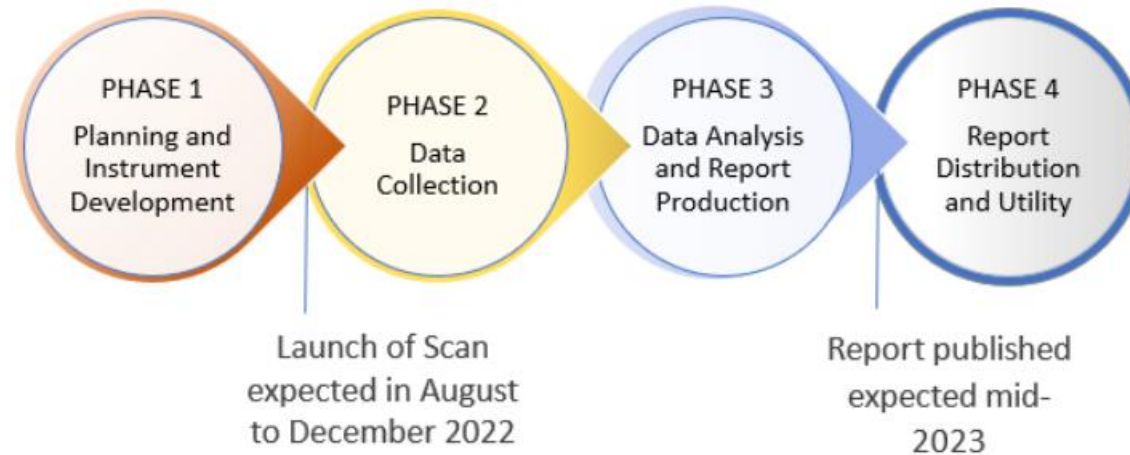 PHASE 1
Planning and
Instrument
Development
PHASE 2
Data
Collection
PHASE 3
Data Analysis
and Report
Production
PHASE 4
Report
Distribution
and Utility
Launch of Scan
expected in August
to December 2022
Report published
expected mid-
2023